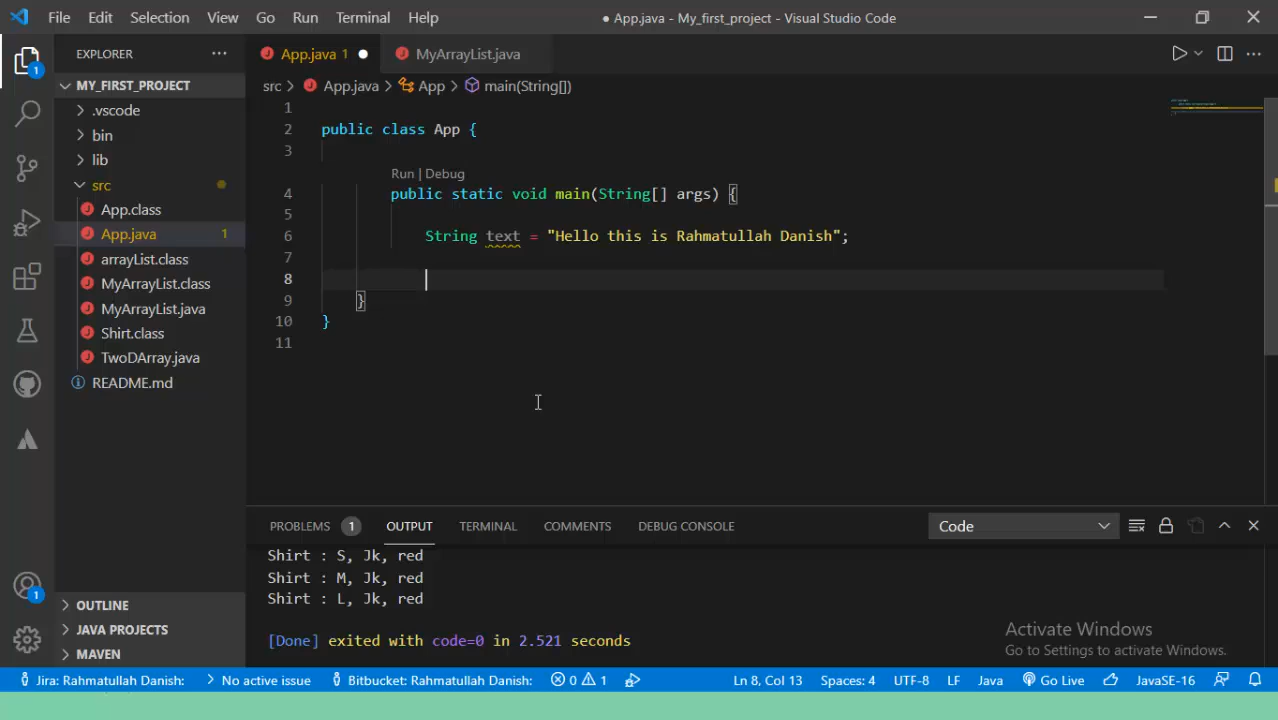 File Edit Selection View Go Run Terminal Help
● App.java - My_first_project - Visual Studio Code
EXPLORER
App.java 1
MyArrayList.java
1
MY_FIRST_PROJECT
src > App.java > App > main(String[])
.vscode
bin
lib
src
App.class
App.java 1
arrayList.class
MyArrayList.class
MyArrayList.java
Shirt.class
TwoDArray.java
README.md
1
2 public class App {
3
Run | Debug
4 public static void main(String[] args) {
5
6 String text = "Hello this is Rahmatullah Danish";
7
8
9 }
10 }
11
PROBLEMS 1 OUTPUT TERMINAL COMMENTS DEBUG CONSOLE
Code
Shirt : S, Jk, red
Shirt : M, Jk, red
Shirt : L, Jk, red
[Done] exited with code=0 in 2.521 seconds
1
OUTLINE
JAVA PROJECTS
MAVEN
Activate Windows
Go to Settings to activate Windows.
Jira: Rahmatullah Danish: > No active issue Bitbucket: Rahmatullah Danish: 0 1 Ln 8, Col 13 Spaces: 4 UTF-8 LF Java Go Live JavaSE-16